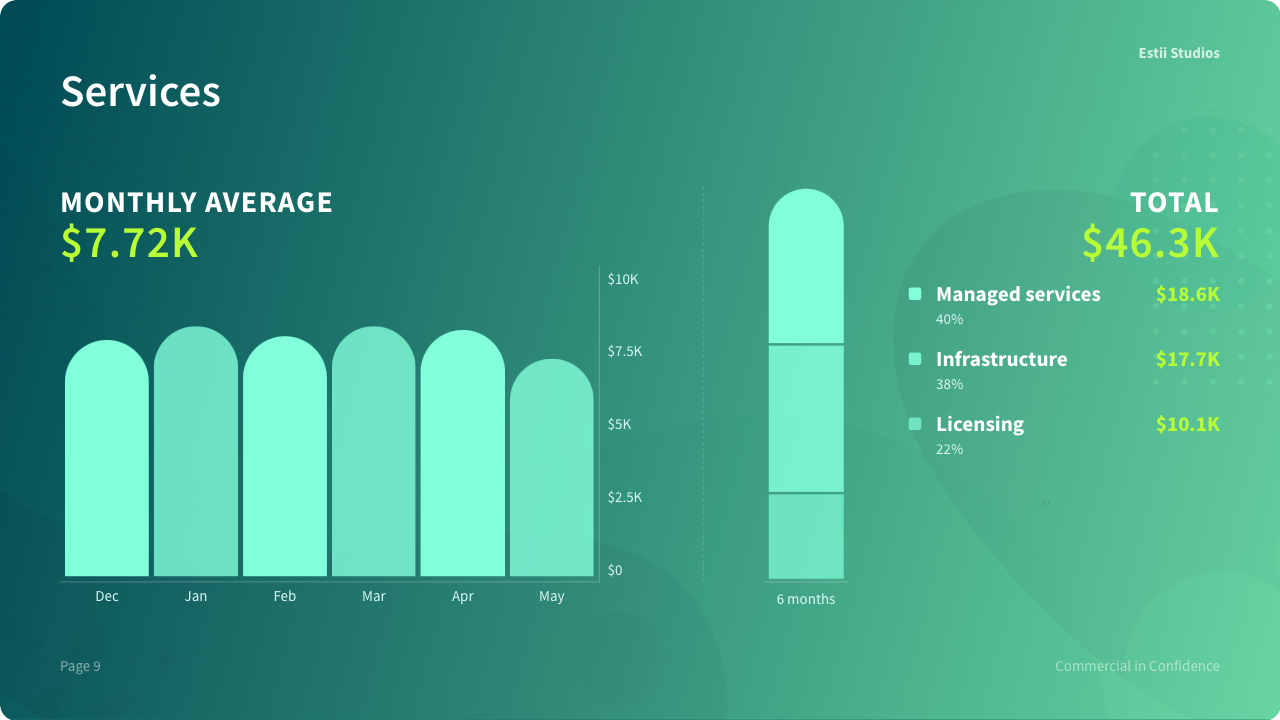 Estii Studios
Services
MONTHLY AVERAGE
$7.72K
$10K
$7.5K
$5K
$2.5K
$0
Dec Jan Feb Mar Apr May
6 months
TOTAL
$46.3K
Managed services $18.6K
40%
Infrastructure $17.7K
38%
Licensing $10.1K
22%
Page 9
Commercial in Confidence